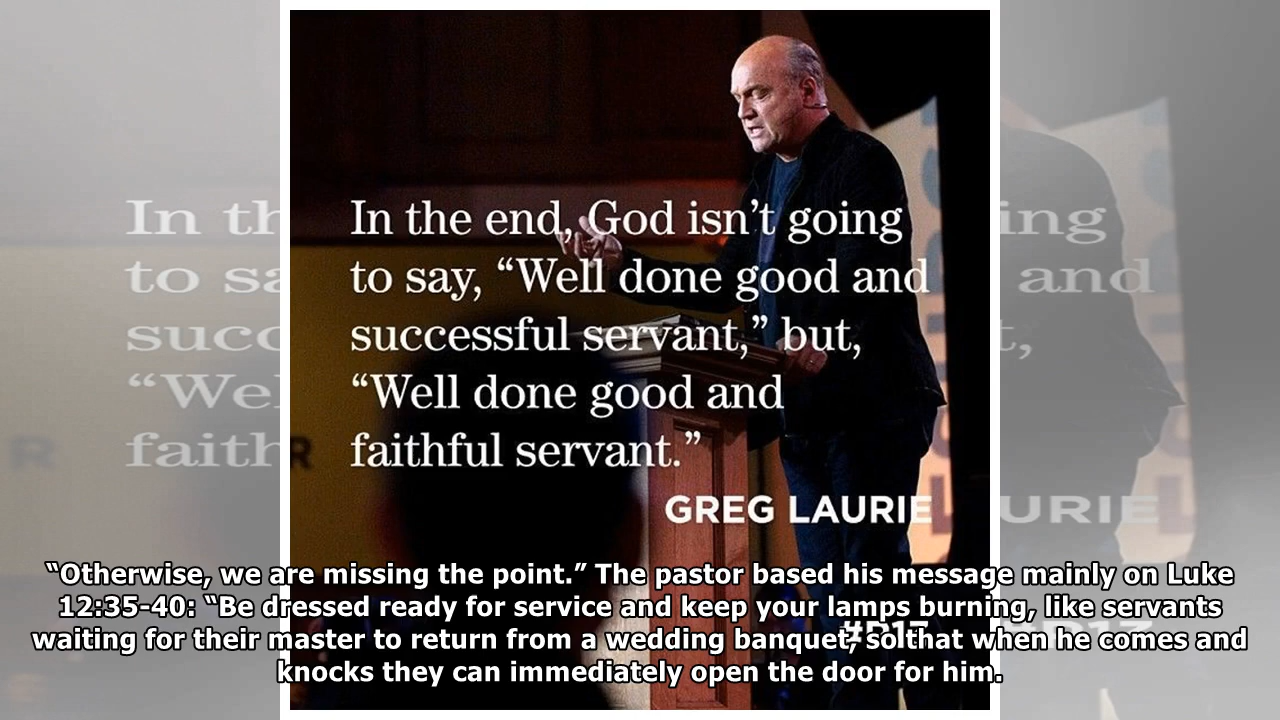 In the end, God isn’t going
to say, “Well done good and
successful servant,” but,
“Well done good and
faithful servant.”
GREG LAURIE
“Otherwise, we are missing the point.” The pastor based his message mainly on Luke
12:35-40: “Be dressed ready for service and keep your lamps burning, like servants
waiting for their master to return from a wedding banquet, so that when he comes and
knocks they can immediately open the door for him.